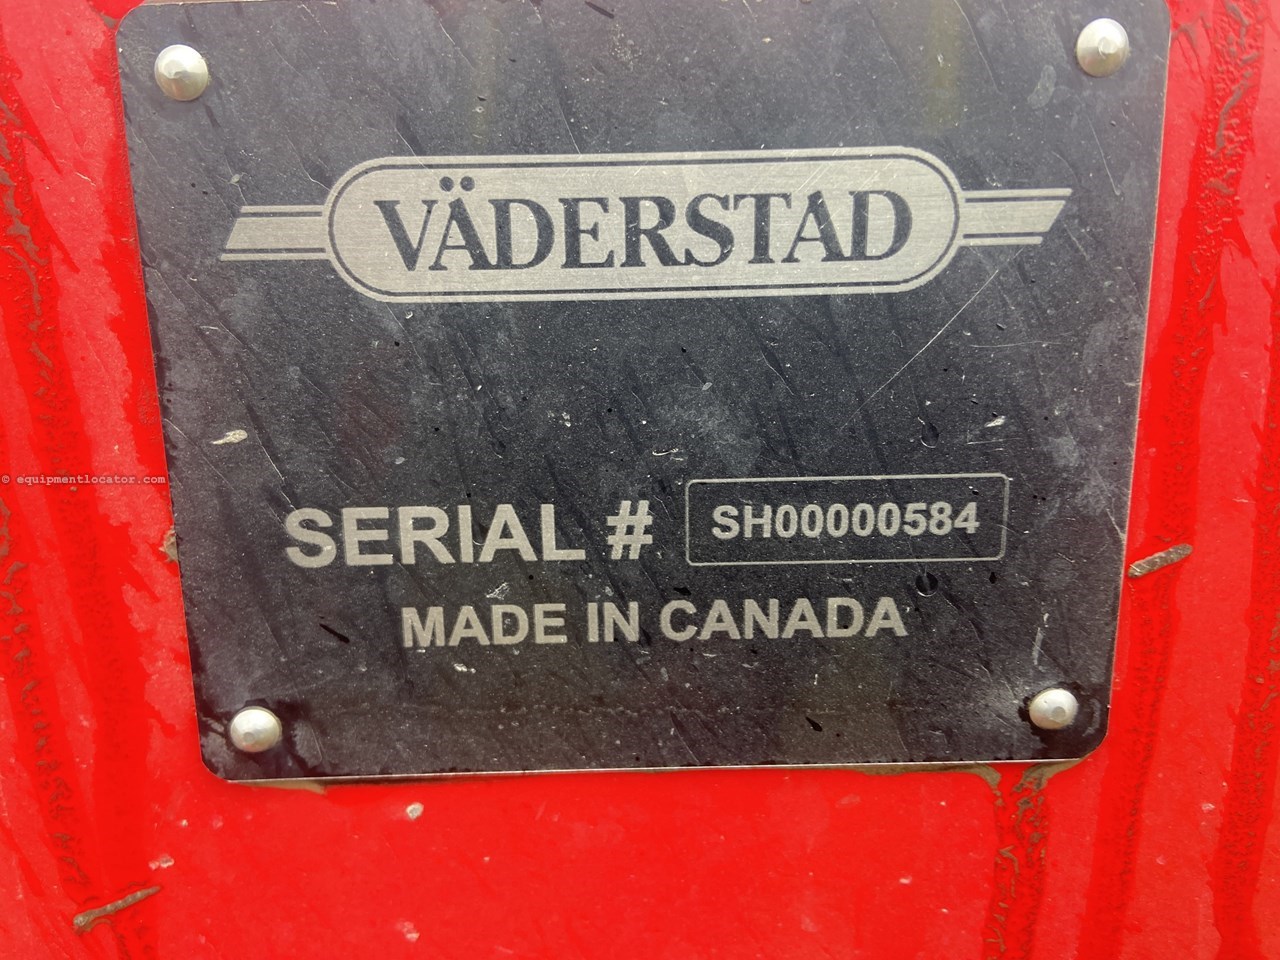 VÄDERSTAD
© equipmentlocator.com
SERIAL # SH00000584
MADE IN CANADA